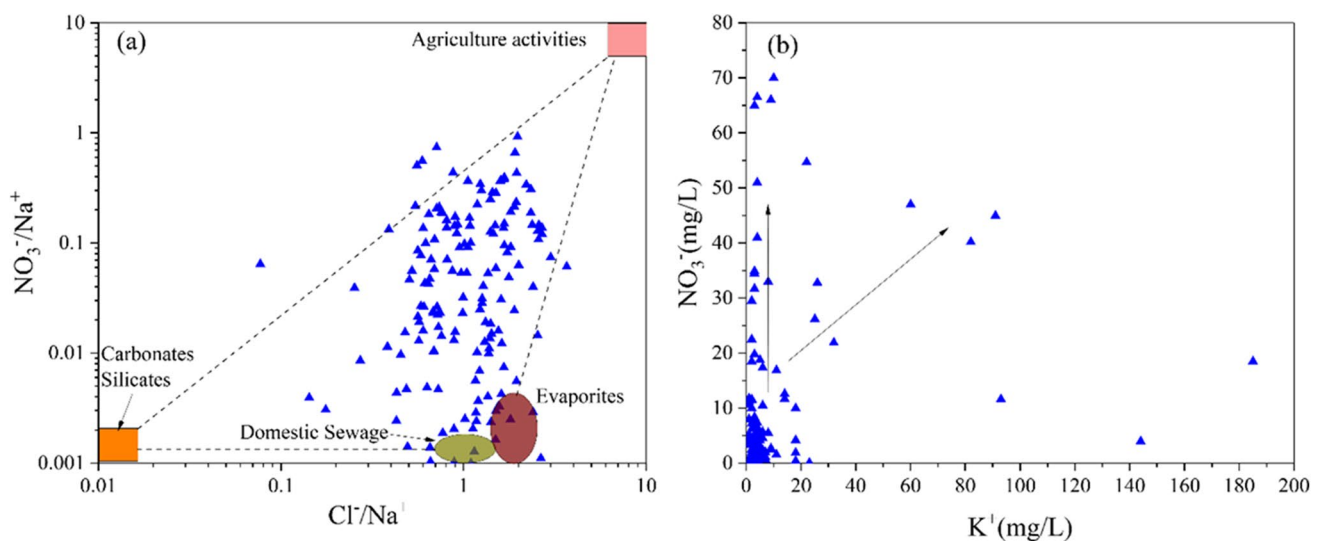 (a)
Agriculture activities
Carbonates
Silicates
Domestic Sewage
Evaporites
10
1
0.1
0.01
0.001
NO₃⁻/Na⁺
0.01 0.1 1 10
Cl⁻/Na⁺
(b)
80
70
60
50
40
30
20
10
0
NO₃⁻(mg/L)
0 20 40 60 80 100 120 140 160 180 200
K⁺(mg/L)